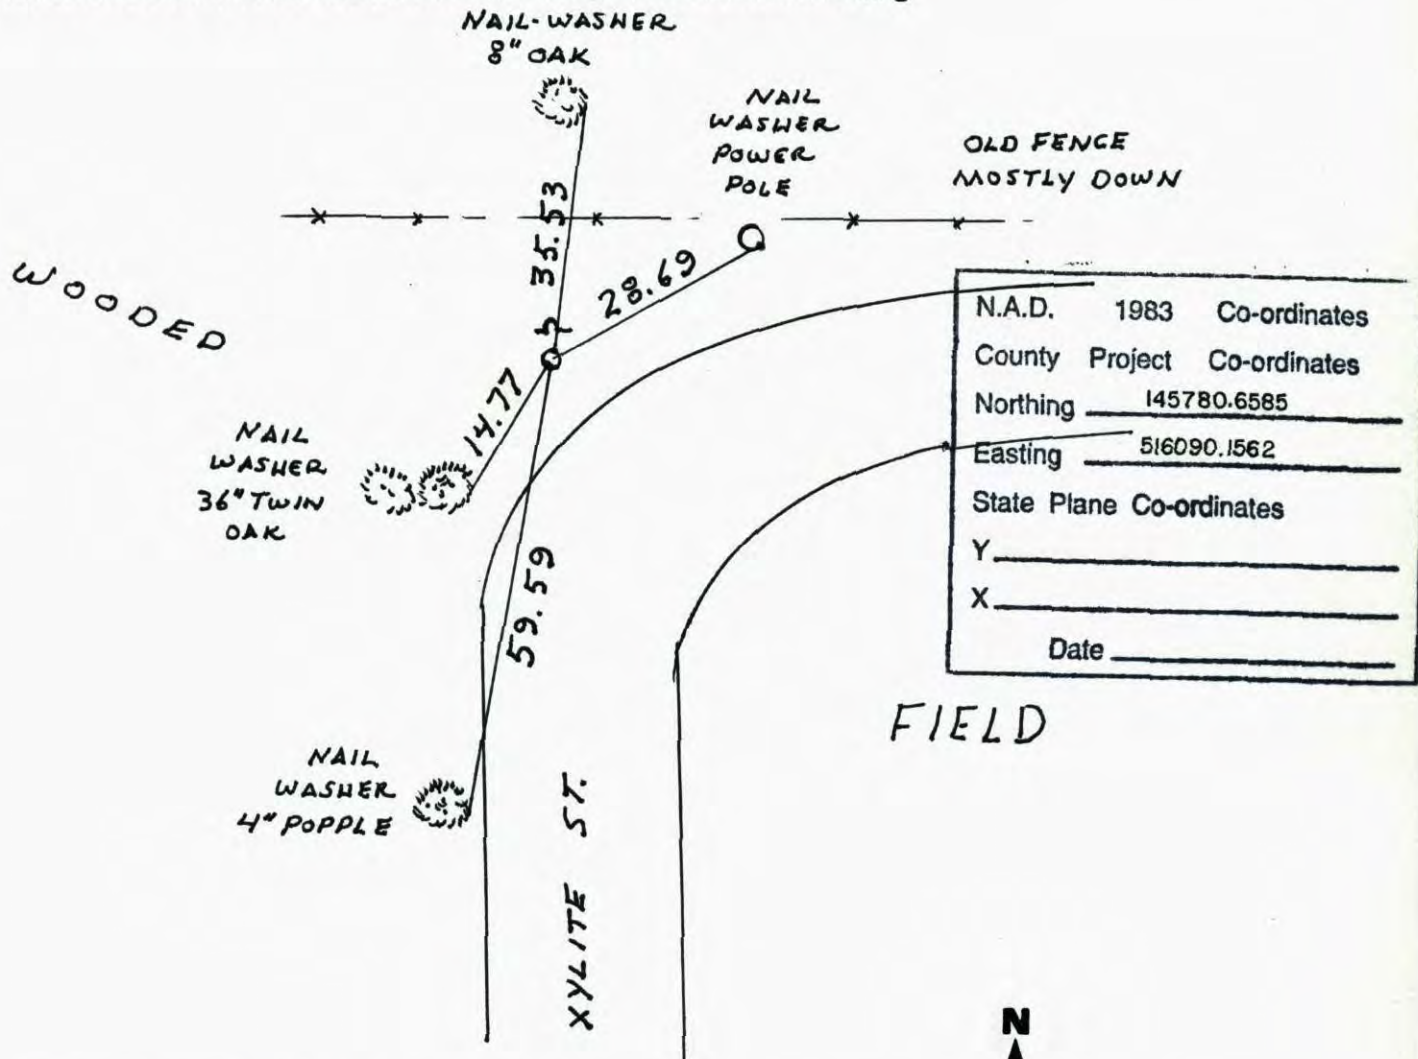 NAIL-WASHER
8" OAK
NAIL
WASHER
POWER
POLE
OLD FENCE
MOSTLY DOWN
WOODED
35.53
28.69
14.77
59.59
NAIL
WASHER
36" TWIN
OAK
NAIL
WASHER
4" POPPLE
XYLITE ST.
FIELD
N.A.D. 1983 Co-ordinates
County Project Co-ordinates
Northing 145780.6585
Easting 516090.1562
State Plane Co-ordinates
Y
X
Date
N